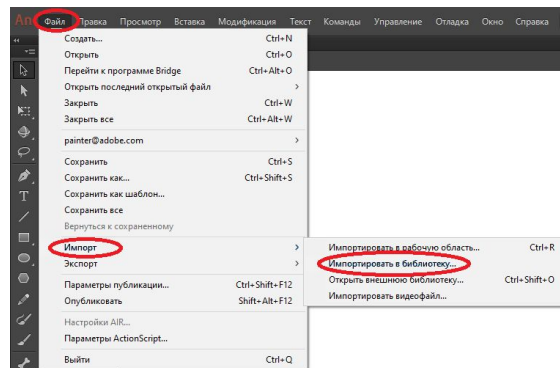 An Файл Правка Просмотр Вставка Модификация Текст Команды Управление Отладка Окно Справка
Создать... Ctrl+N
Открыть Ctrl+O
Перейти к программе Bridge Ctrl+Alt+O
Открыть последний открытый файл
Закрыть Ctrl+W
Закрыть все Ctrl+Alt+W
painter@adobe.com
Сохранить Ctrl+S
Сохранить как... Ctrl+Shift+S
Сохранить как шаблон...
Сохранить все
Вернуться к сохраненному
Импорт
Экспорт
Параметры публикации... Ctrl+Shift+F12
Опубликовать Shift+Alt+F12
Настройки AIR...
Параметры ActionScript...
Выйти Ctrl+Q
Импортировать в рабочую область... Ctrl+R
Импортировать в библиотеку...
Открыть внешнюю библиотеку... Ctrl+Shift+O
Импортировать видеофайл...